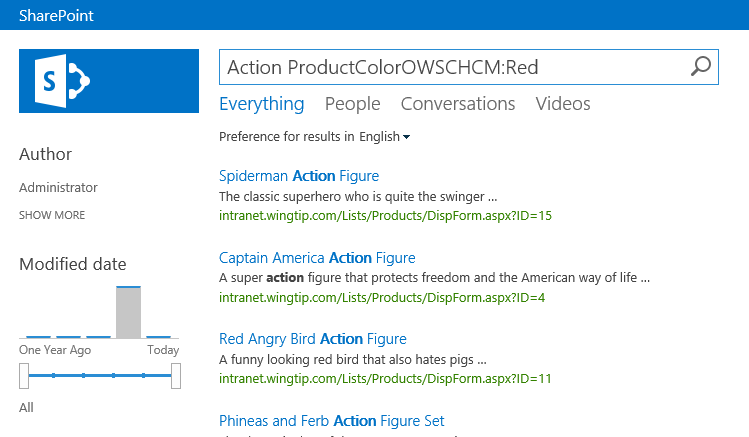 SharePoint
S
Action ProductColorOWSCHCM:Red
Everything People Conversations Videos
Preference for results in English
Author
Administrator
SHOW MORE
Modified date
One Year Ago Today
All
Spiderman Action Figure
The classic superhero who is quite the swinger ...
intranet.wingtip.com/Lists/Products/DispForm.aspx?ID=15
Captain America Action Figure
A super action figure that protects freedom and the American way of life ...
intranet.wingtip.com/Lists/Products/DispForm.aspx?ID=4
Red Angry Bird Action Figure
A funny looking red bird that also hates pigs ...
intranet.wingtip.com/Lists/Products/DispForm.aspx?ID=11
Phineas and Ferb Action Figure Set